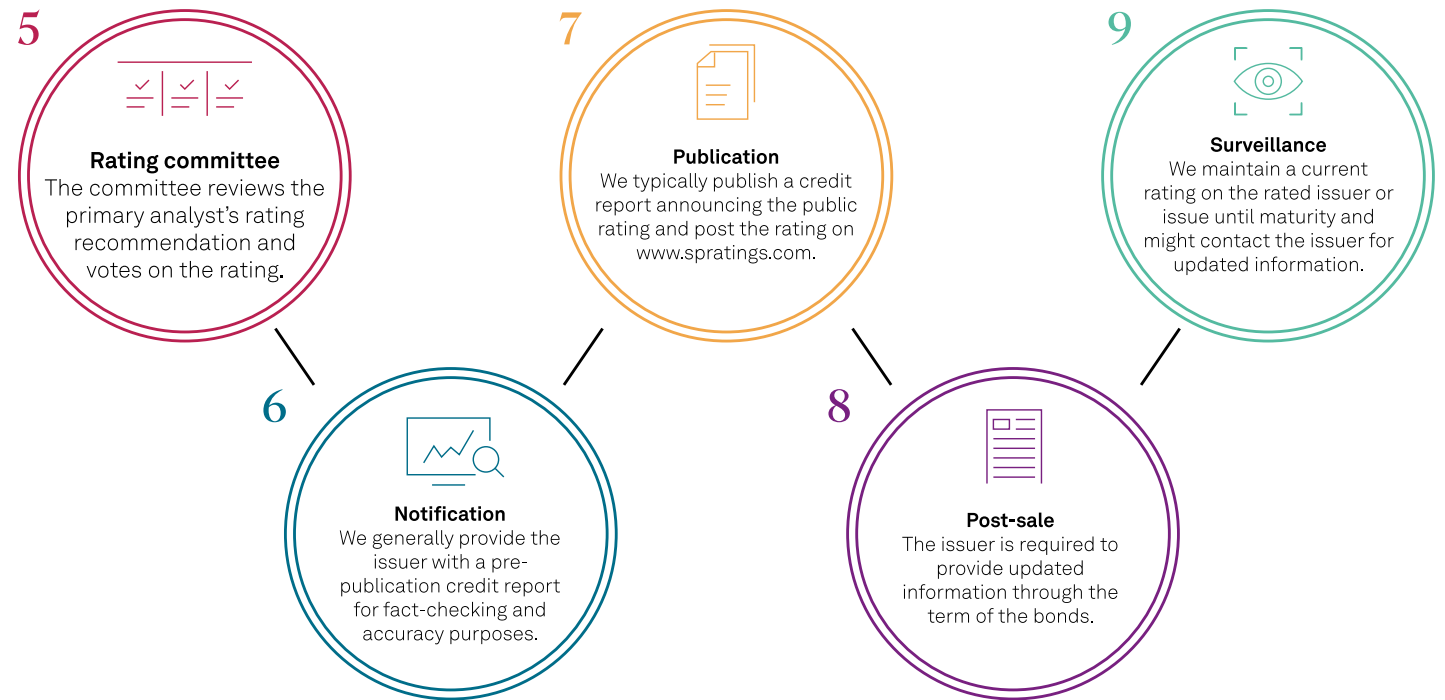 5
Rating committee
The committee reviews the
primary analyst's rating
recommendation and
votes on the rating.
6
Notification
We generally provide the
issuer with a pre-
publication credit report
for fact-checking and
accuracy purposes.
7
Publication
We typically publish a credit
report announcing the public
rating and post the rating on
www.spratings.com.
8
Post-sale
The issuer is required to
provide updated
information through the
term of the bonds.
9
Surveillance
We maintain a current
rating on the rated issuer or
issue until maturity and
might contact the issuer for
updated information.